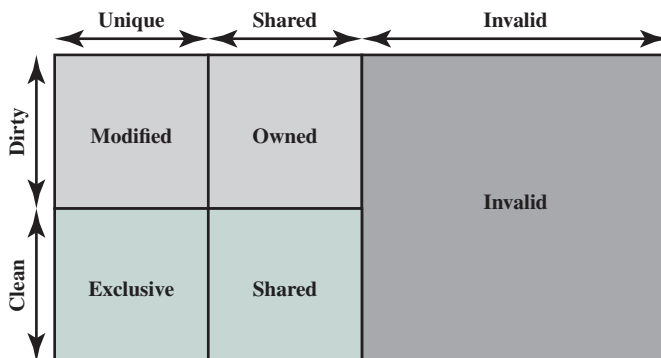 Unique Shared Invalid
Dirty Modified Owned
Invalid
Clean Exclusive Shared